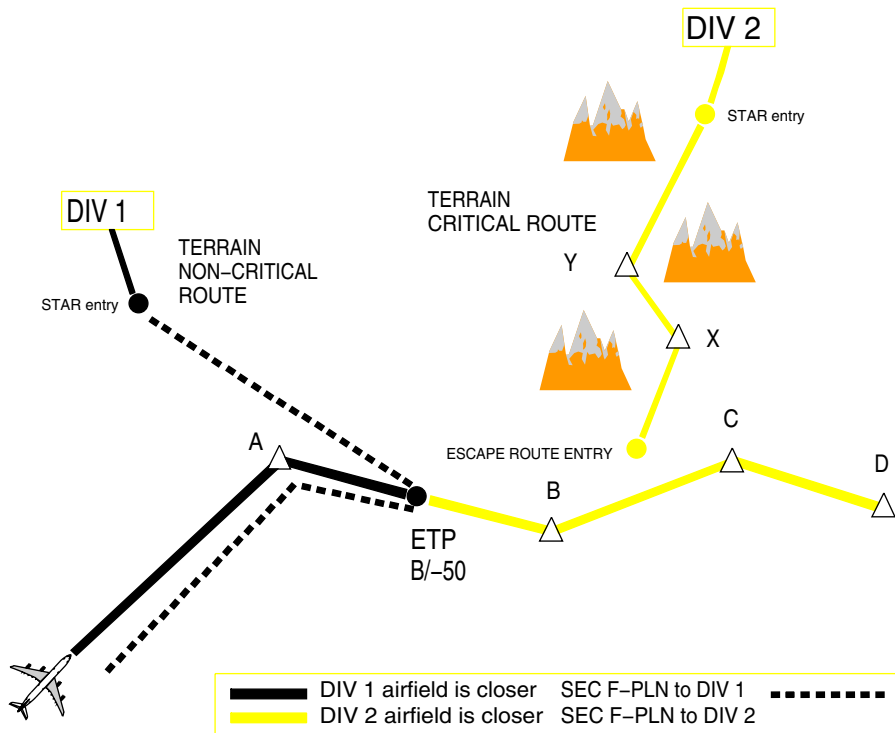 DIV 2
STAR entry
TERRAIN
CRITICAL ROUTE
DIV 1
TERRAIN
NON−CRITICAL
ROUTE
STAR entry
Y
X
A
ESCAPE ROUTE ENTRY
C
B
D
ETP
B/−50
DIV 1 airfield is closer SEC F−PLN to DIV 1
DIV 2 airfield is closer SEC F−PLN to DIV 2